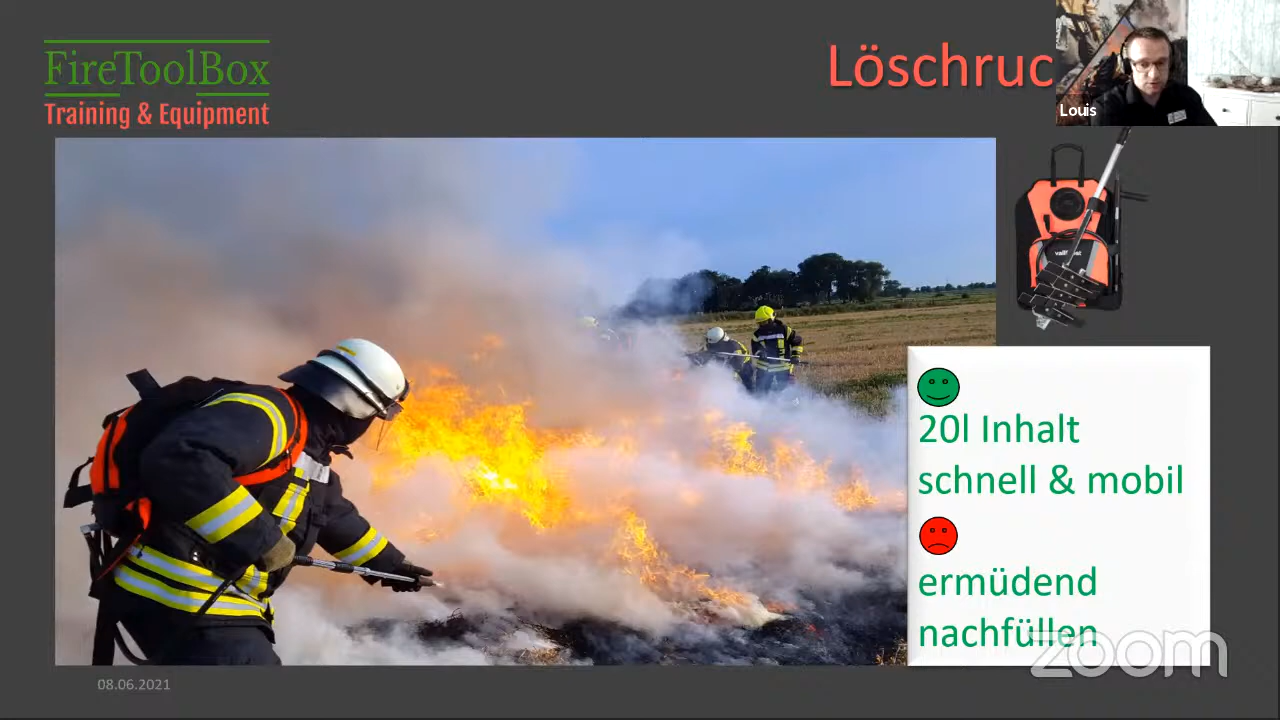 FireToolBox
Training & Equipment
Löschruc
Louis
20l Inhalt
schnell & mobil
ermüdend
nachfüllen
zoom
08.06.2021